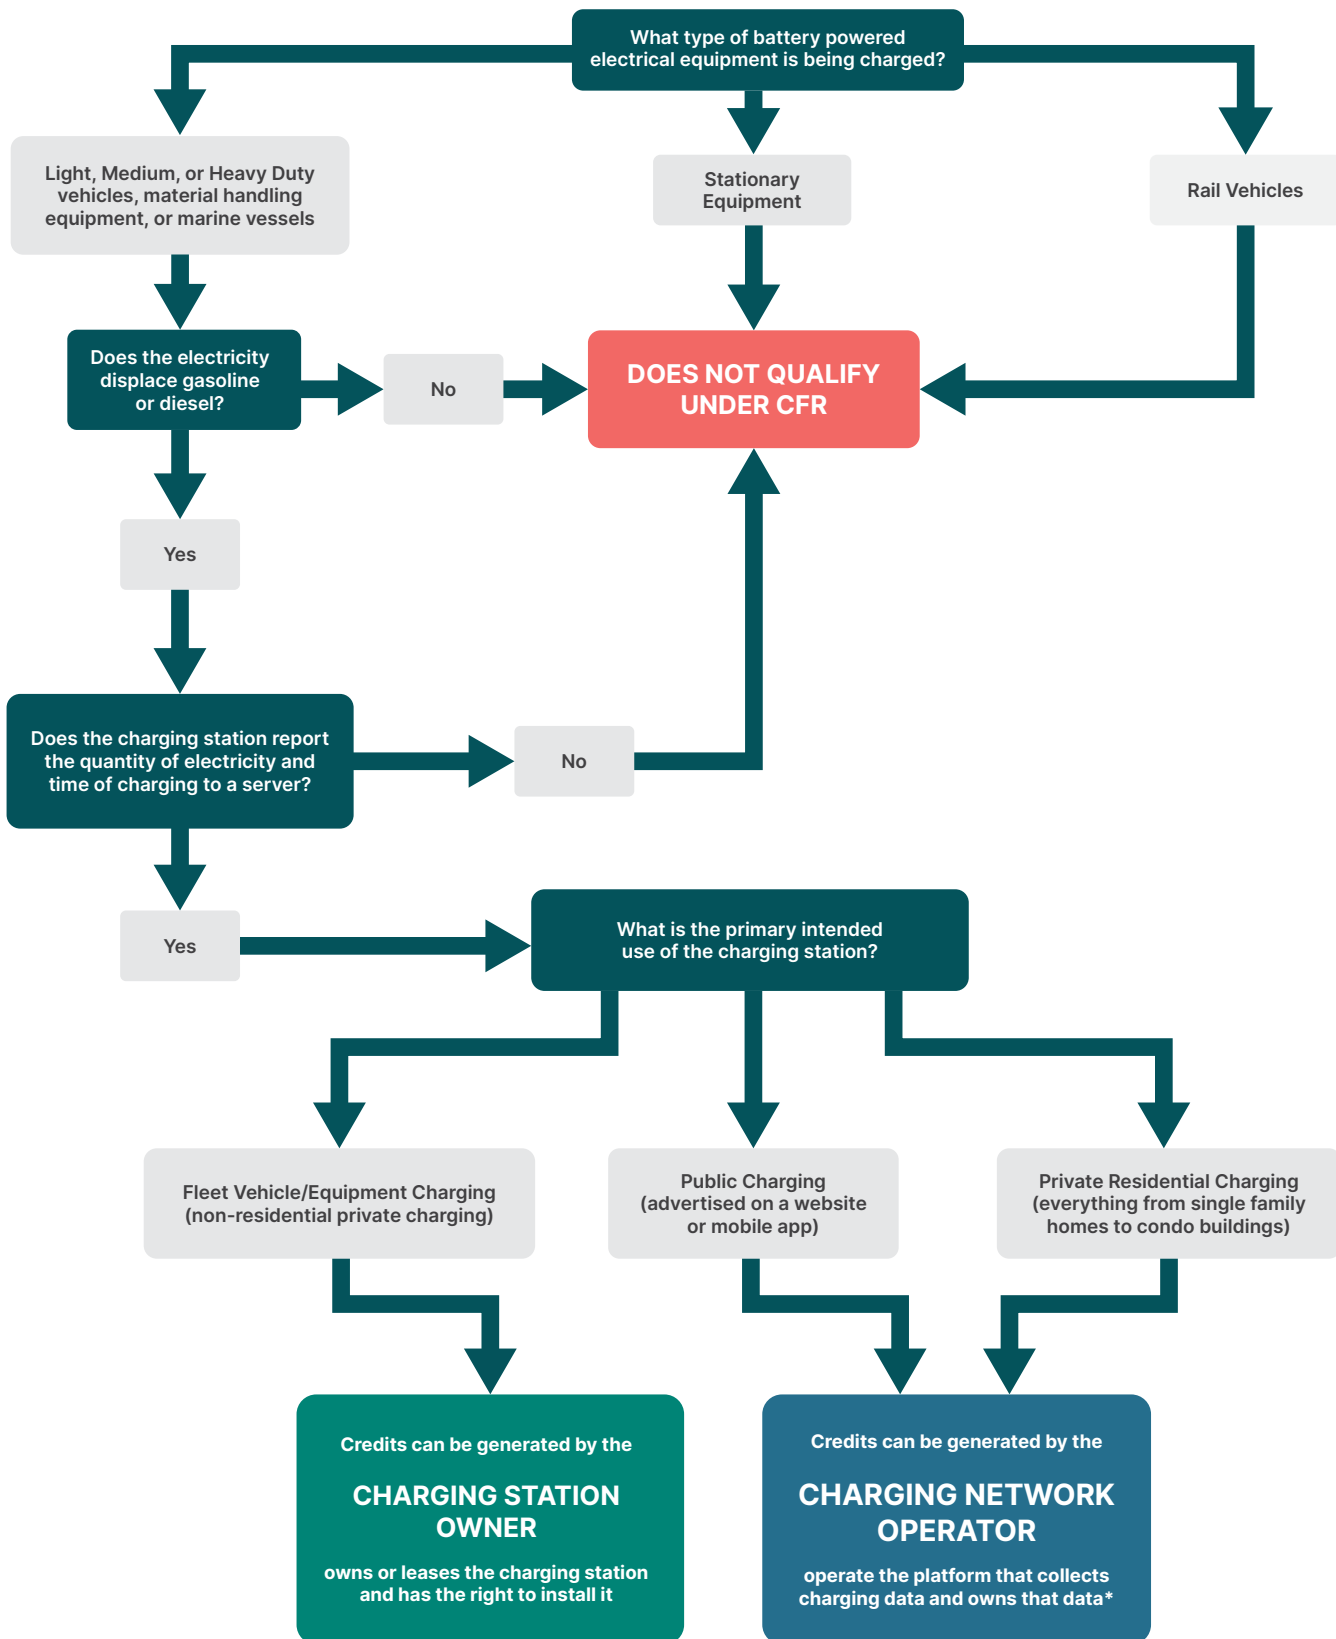 What type of battery powered
electrical equipment is being charged?
Light, Medium, or Heavy Duty
vehicles, material handling
equipment, or marine vessels
Stationary
Equipment
Rail Vehicles
Does the electricity
displace gasoline
or diesel?
No
DOES NOT QUALIFY
UNDER CFR
Yes
Does the charging station report
the quantity of electricity and
time of charging to a server?
No
Yes
What is the primary intended
use of the charging station?
Fleet Vehicle/Equipment Charging
(non-residential private charging)
Public Charging
(advertised on a website
or mobile app)
Private Residential Charging
(everything from single family
homes to condo buildings)
Credits can be generated by the
CHARGING STATION
OWNER
owns or leases the charging station
and has the right to install it
Credits can be generated by the
CHARGING NETWORK
OPERATOR
operate the platform that collects
charging data and owns that data*